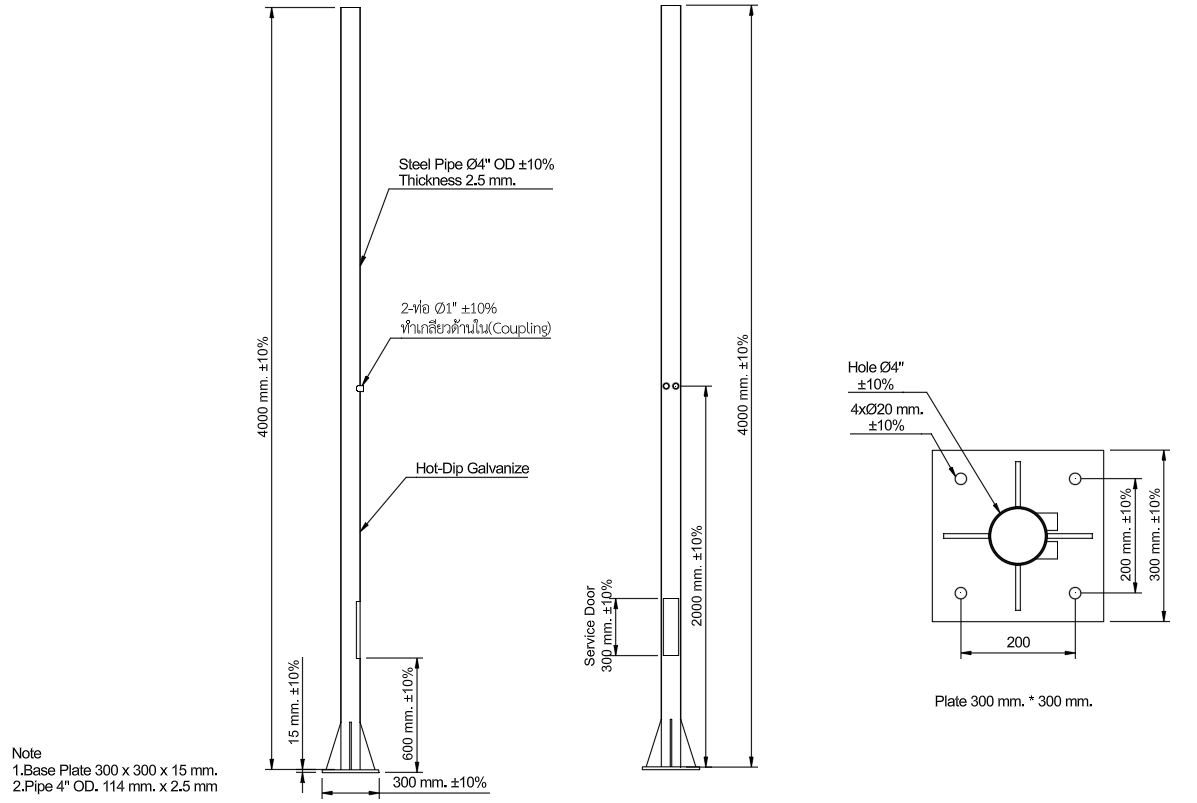 4000 mm. ±10%
Steel Pipe Ø4" OD ±10%
Thickness 2.5 mm.
2-ท่อ Ø1" ±10%
ทำเกลียวด้านใน(Coupling)
Hot-Dip Galvanize
15 mm. ±10%
600 mm. ±10%
300 mm. ±10%
Note
1.Base Plate 300 x 300 x 15 mm.
2.Pipe 4" OD. 114 mm. x 2.5 mm
4000 mm. ±10%
2000 mm. ±10%
Service Door
300 mm. ±10%
Hole Ø4"
±10%
4xØ20 mm.
±10%
200 mm. ±10%
300 mm. ±10%
200
Plate 300 mm. * 300 mm.